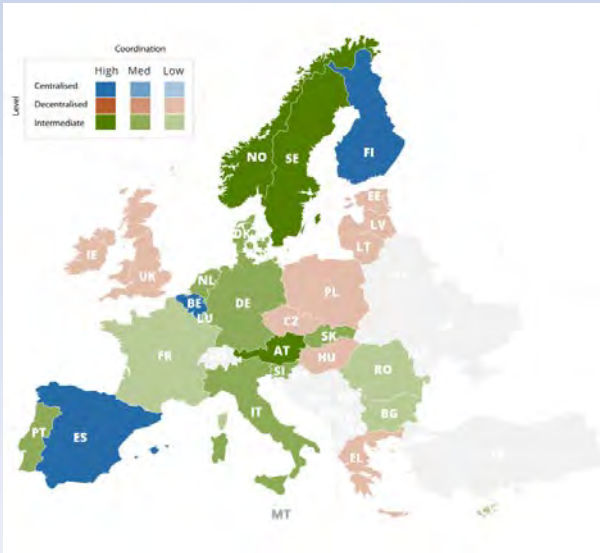 Coordination
High Med Low
Level
Centralised
Decentralised
Intermediate
NO
SE
FI
EE
LV
LT
DK
IE
UK
NL
BE
LU
DE
PL
CZ
SK
AT
HU
SI
FR
RO
BG
IT
PT
ES
EL
MT